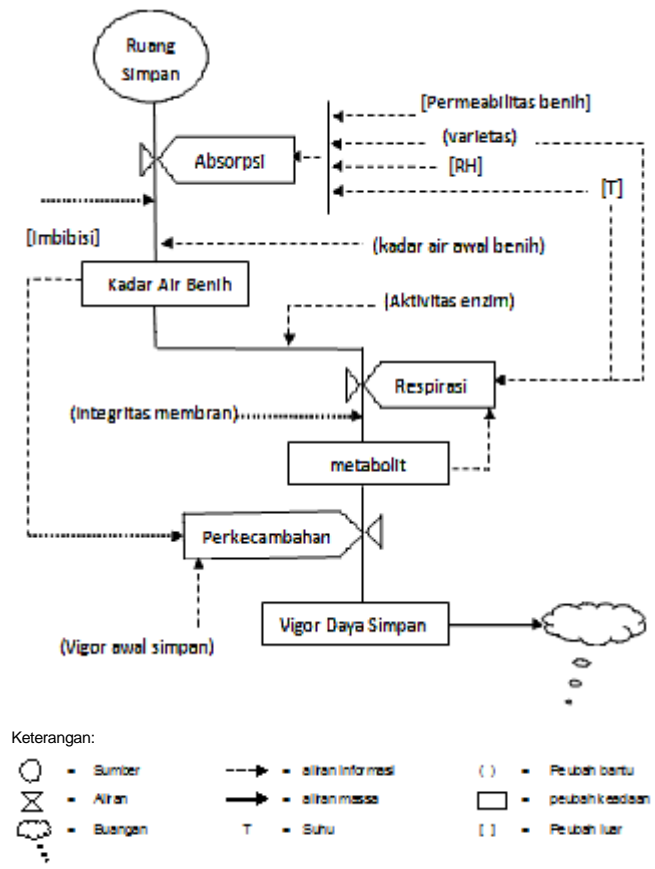 Ruang
Simpan
[Permeabilitas benih]
(varietas)
Absorpsi
[RH]
[T]
[Imbibisi]
(kadar air awal benih)
Kadar Air Benih
(Aktivitas enzim)
Respirasi
(Integritas membran)
metabolit
Perkecambahan
Vigor Daya Simpan
(Vigor awal simpan)
Keterangan:
= Sumber = aliran informasi ( ) = Peubah bantu
= Aliran = aliran massa = peubah keadaan
= Buangan T = Suhu [ ] = Peubah luar